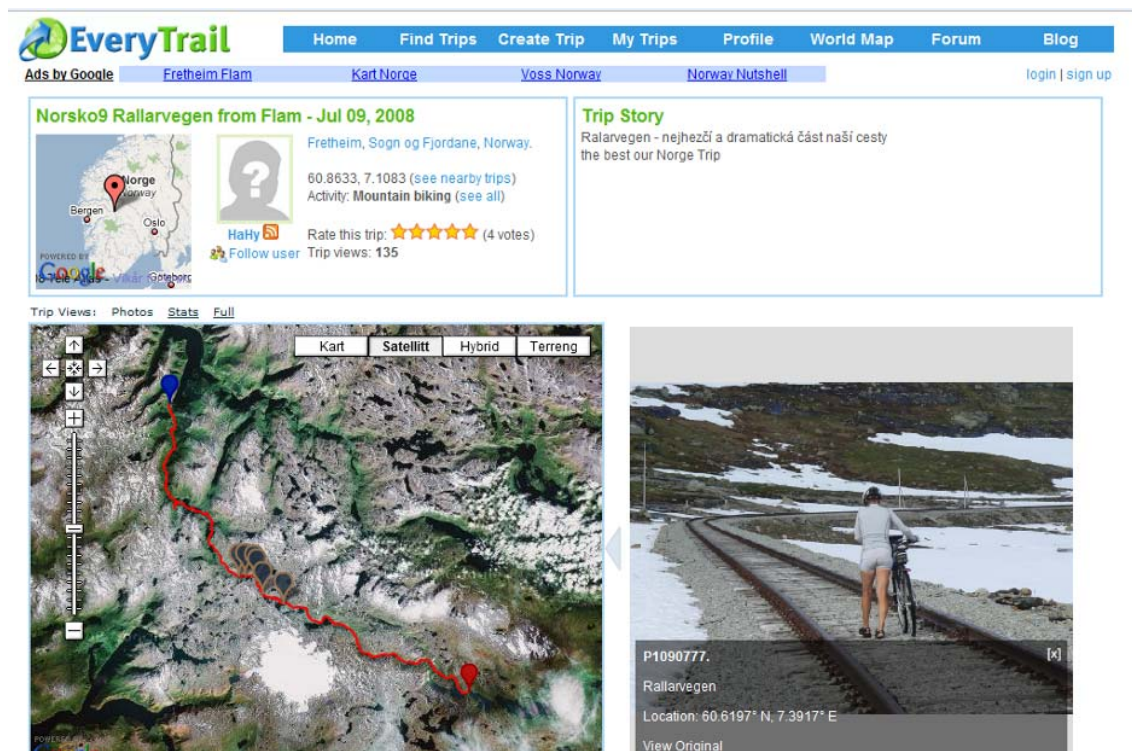 EveryTrail
Home Find Trips Create Trip My Trips Profile World Map Forum Blog
Ads by Google Fretheim Flam Kart Norge Voss Norway Norway Nutshell login | sign up
Norsko9 Rallarvegen from Flam - Jul 09, 2008
Fretheim, Sogn og Fjordane, Norway.
60.8633, 7.1083 (see nearby trips)
Activity: Mountain biking (see all)
Rate this trip: (4 votes)
Trip views: 135
HaHy
Follow user
Norge
Norway
Bergen
Oslo
POWERED BY
Google
Göteborg
Trip Story
Ralarvegen - nejhezčí a dramatická část naší cesty
the best our Norge Trip
Trip Views: Photos Stats Full
Kart Satellitt Hybrid Terreng
POWERED BY
P1090777. [x]
Rallarvegen
Location: 60.6197° N, 7.3917° E
View Original